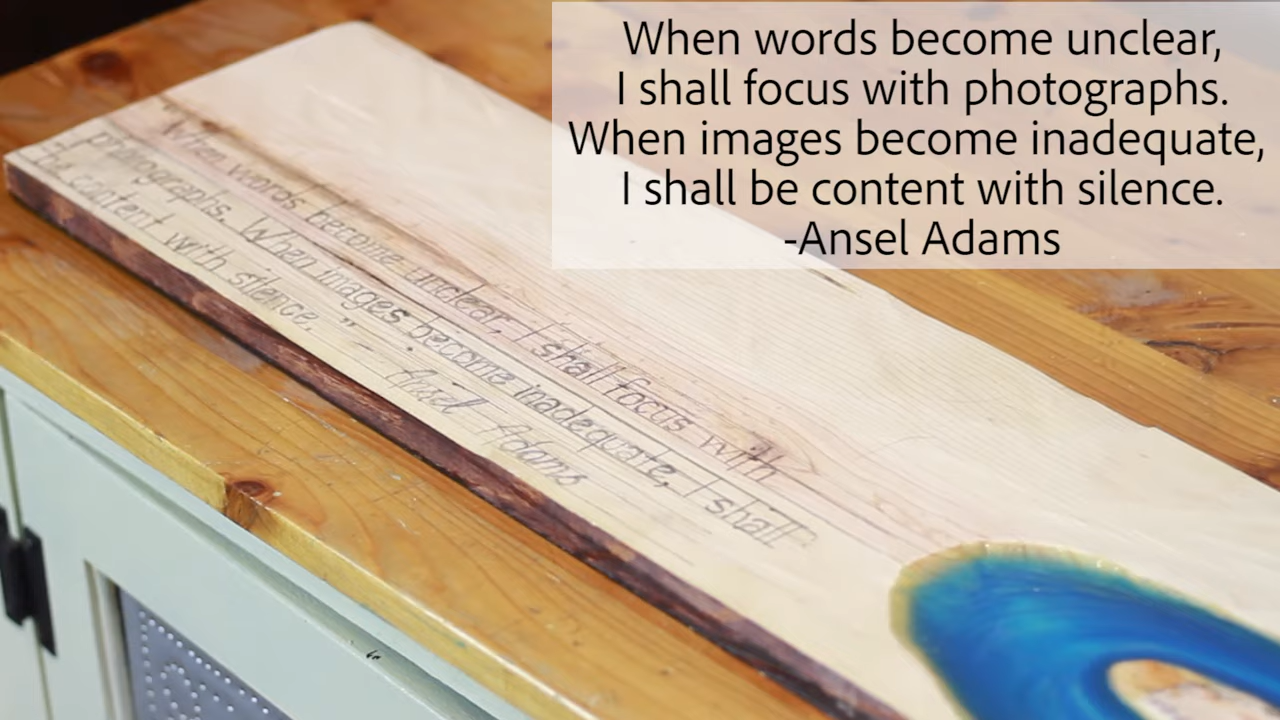 When words become unclear,
I shall focus with photographs.
When images become inadequate,
I shall be content with silence.
-Ansel Adams
When words become unclear, I shall focus with
photographs. When images become inadequate, I shall
be content with silence." -
Ansel Adams